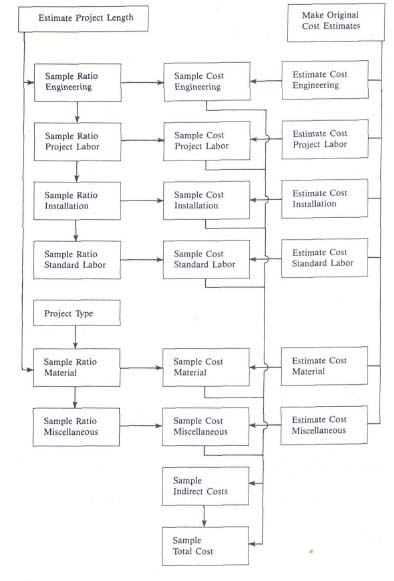 Estimate Project Length
Make Original
Cost Estimates
Sample Ratio
Engineering
Sample Cost
Engineering
Estimate Cost
Engineering
Sample Ratio
Project Labor
Sample Cost
Project Labor
Estimate Cost
Project Labor
Sample Ratio
Installation
Sample Cost
Installation
Estimate Cost
Installation
Sample Ratio
Standard Labor
Sample Cost
Standard Labor
Estimate Cost
Standard Labor
Project Type
Sample Ratio
Material
Sample Cost
Material
Estimate Cost
Material
Sample Ratio
Miscellaneous
Sample Cost
Miscellaneous
Estimate Cost
Miscellaneous
Sample
Indirect Costs
Sample
Total Cost